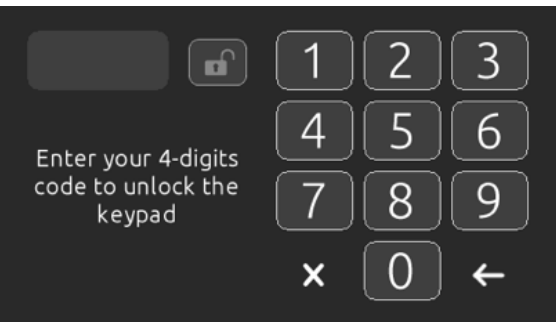 1 2 3
4 5 6
Enter your 4-digits
code to unlock the
keypad
7 8 9
0